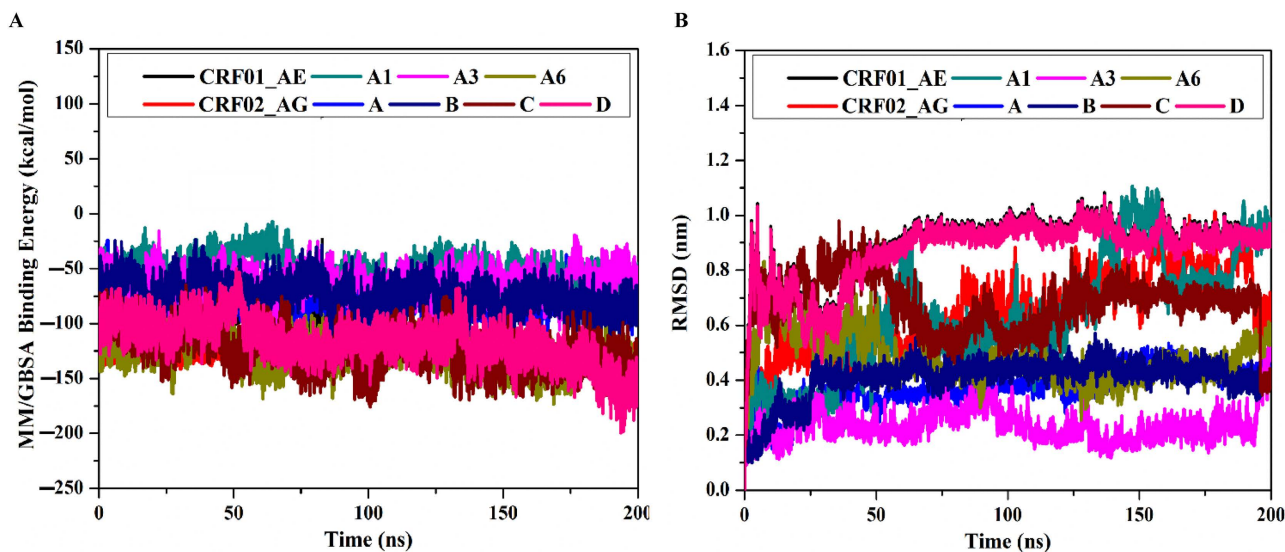 A
MM/GBSA Binding Energy (kcal/mol)
150
100
50
0
−50
−100
−150
−200
−250
CRF01_AE A1 A3 A6
CRF02_AG A B C D
0 50 100 150 200
Time (ns)
B
RMSD (nm)
1.6
1.4
1.2
1.0
0.8
0.6
0.4
0.2
0.0
CRF01_AE A1 A3 A6
CRF02_AG A B C D
0 50 100 150 200
Time (ns)